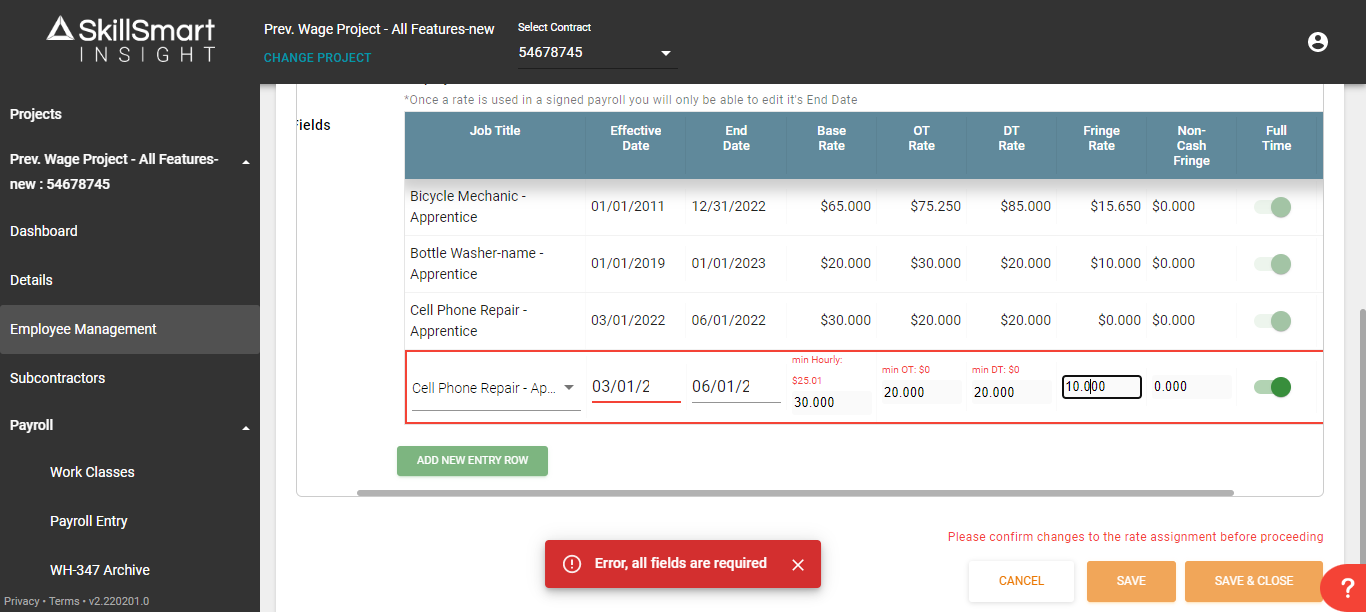 SkillSmart
INSIGHT
Prev. Wage Project - All Features-new
CHANGE PROJECT
Select Contract
54678745
Projects
Prev. Wage Project - All Features-
new : 54678745
Dashboard
Details
Employee Management
Subcontractors
Payroll
Work Classes
Payroll Entry
WH-347 Archive
Privacy • Terms • v2.220201.0
*Once a rate is used in a signed payroll you will only be able to edit it's End Date
Fields
Job Title Effective Date End Date Base Rate OT Rate DT Rate Fringe Rate Non-Cash Fringe Full Time
Bicycle Mechanic -
Apprentice 01/01/2011 12/31/2022 $65.000 $75.250 $85.000 $15.650 $0.000
Bottle Washer-name -
Apprentice 01/01/2019 01/01/2023 $20.000 $30.000 $20.000 $10.000 $0.000
Cell Phone Repair -
Apprentice 03/01/2022 06/01/2022 $30.000 $20.000 $20.000 $0.000 $0.000
min Hourly:
$25.01
min OT: $0 min DT: $0
Cell Phone Repair - Ap... 03/01/2 06/01/2 30.000 20.000 20.000 10.000 0.000
ADD NEW ENTRY ROW
Please confirm changes to the rate assignment before proceeding
Error, all fields are required
CANCEL SAVE SAVE & CLOSE
?